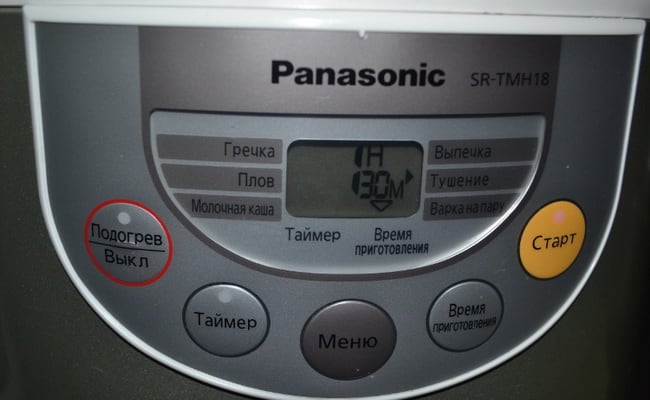 Panasonic SR-TMH18
Гречка 1H Выпечка
Плов 30M Тушение
Молочная каша Варка на пару
Таймер Время
приготовления
Подогрев
Выкл
Старт
Таймер
Меню
Время
приготовления